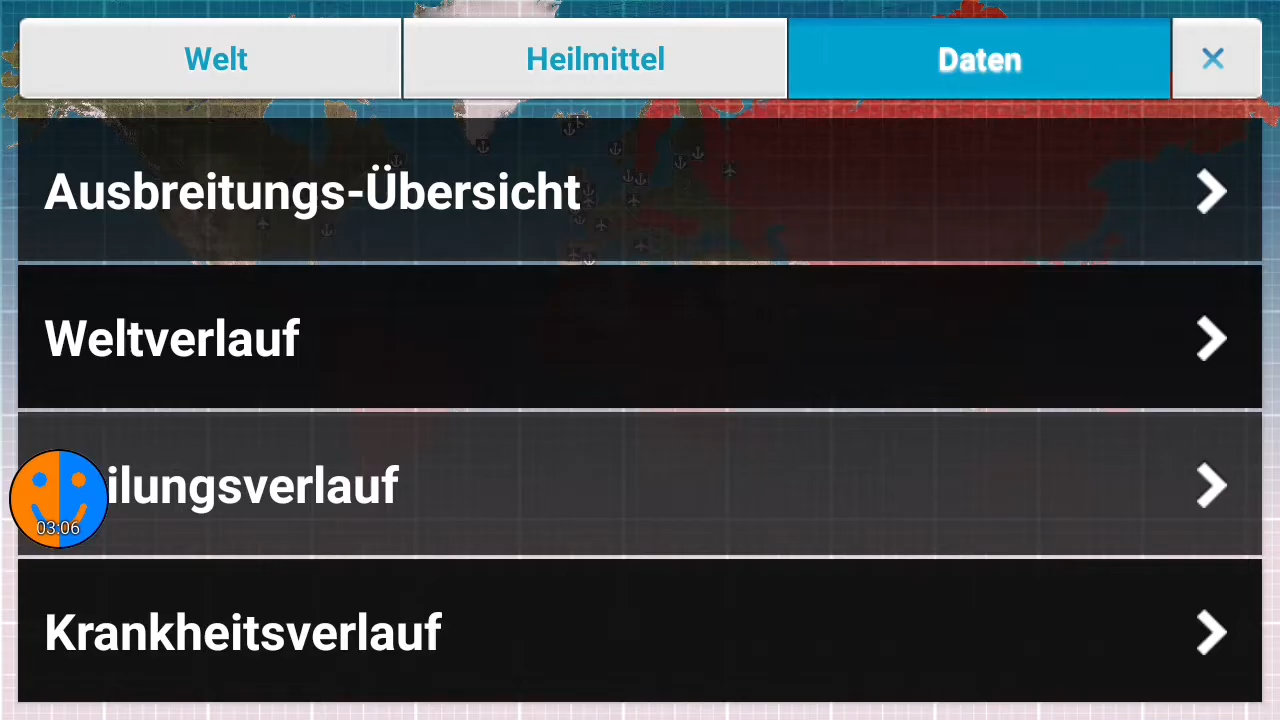 Welt
Heilmittel
Daten
Ausbreitungs-Übersicht
Weltverlauf
ilungsverlauf
03:06
Krankheitsverlauf